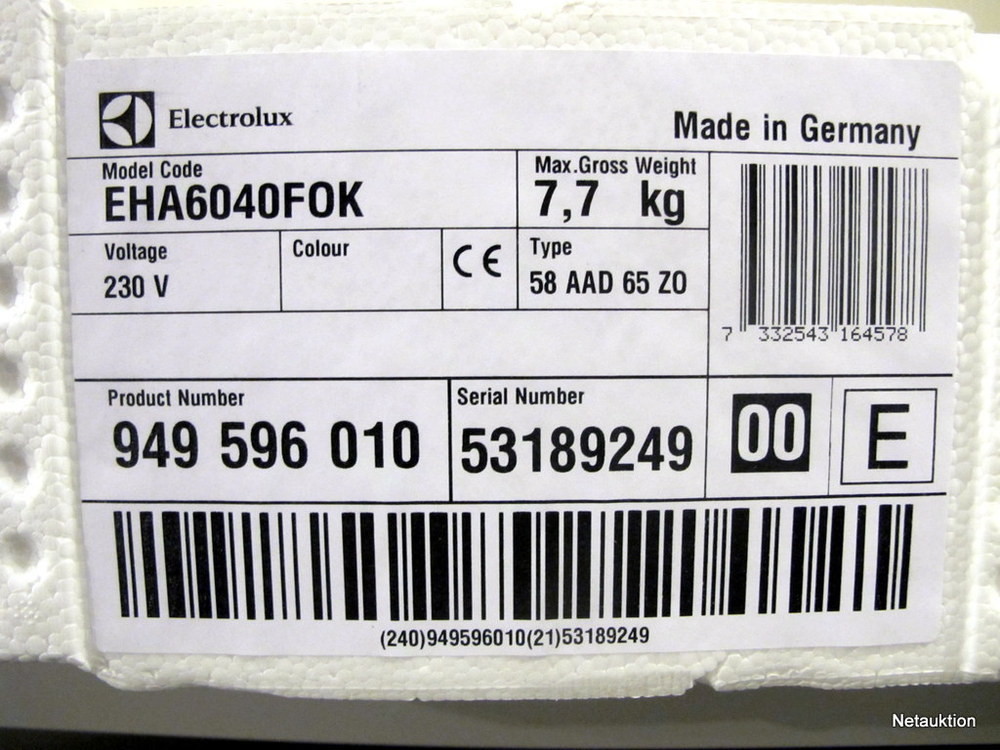 Electrolux
Made in Germany
Model Code
EHA6040FOK
Max.Gross Weight
7,7 kg
Voltage
230 V
Colour
CE
Type
58 AAD 65 ZO
7 332543 164578
Product Number
949 596 010
Serial Number
53189249
00
E
(240)949596010(21)53189249
Netauktion